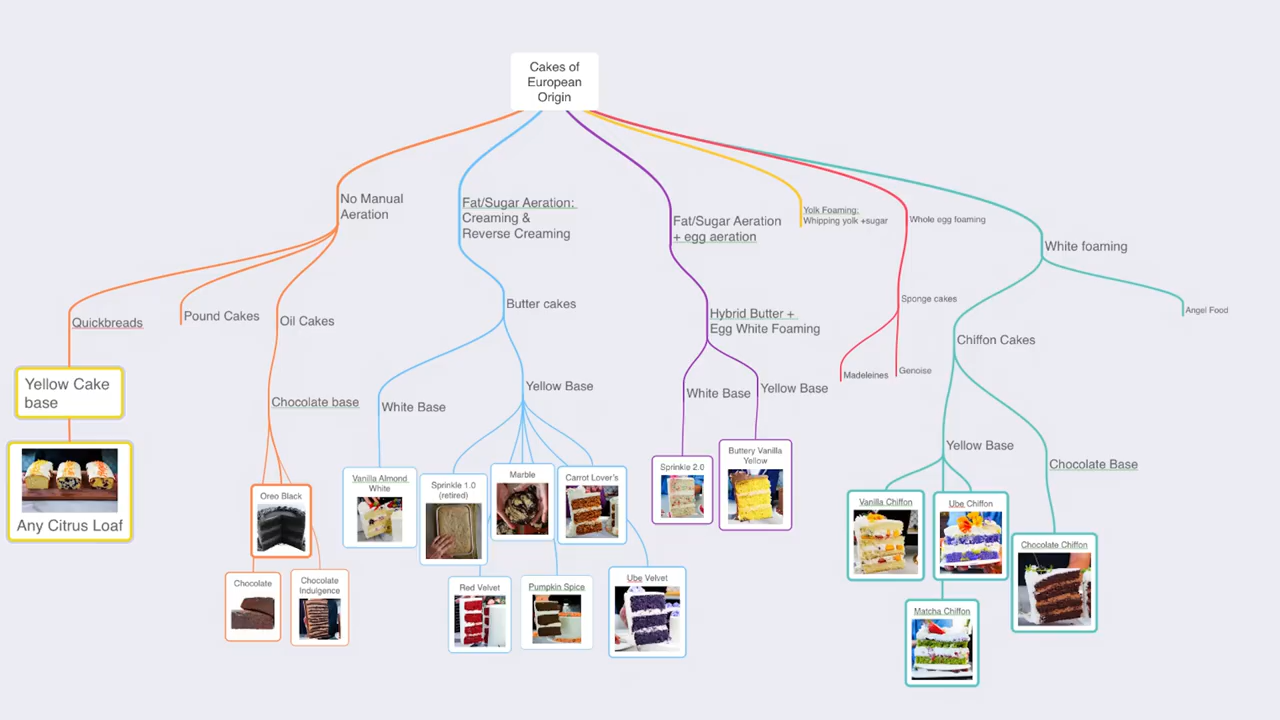 Cakes of
European
Origin
No Manual
Aeration
Fat/Sugar Aeration:
Creaming &
Reverse Creaming
Fat/Sugar Aeration
+ egg aeration
Yolk Foaming:
Whipping yolk +sugar
Whole egg foaming
White foaming
Quickbreads
Pound Cakes
Oil Cakes
Butter cakes
Hybrid Butter +
Egg White Foaming
Sponge cakes
Angel Food
Chiffon Cakes
Yellow Cake
base
Chocolate base
White Base
Yellow Base
White Base
Yellow Base
Madeleines
Genoise
Yellow Base
Chocolate Base
Any Citrus Loaf
Oreo Black
Chocolate
Chocolate
Indulgence
Vanilla Almond
White
Sprinkle 1.0
(retired)
Marble
Carrot Lover's
Red Velvet
Pumpkin Spice
Ube Velvet
Sprinkle 2.0
Buttery Vanilla
Yellow
Vanilla Chiffon
Ube Chiffon
Chocolate Chiffon
Matcha Chiffon